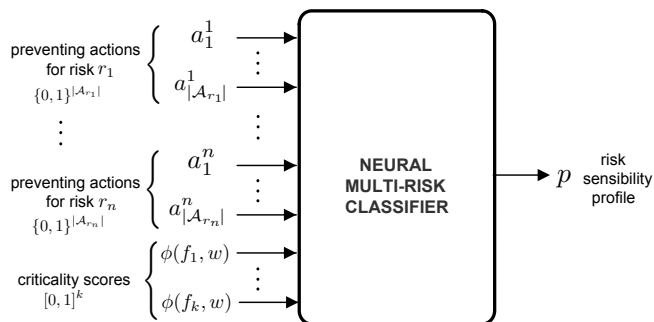 preventing actions
for risk r_1
{0, 1}^{|A_{r_1}|}
a^1_1
⋮
a^1_{|A_{r_1}|}
⋮
⋮
preventing actions
for risk r_n
{0, 1}^{|A_{r_n}|}
a^n_1
⋮
a^n_{|A_{r_n}|}
criticality scores
[0, 1]^k
ϕ(f_1, w)
⋮
ϕ(f_k, w)
NEURAL
MULTI-RISK
CLASSIFIER
p
risk
sensibility
profile